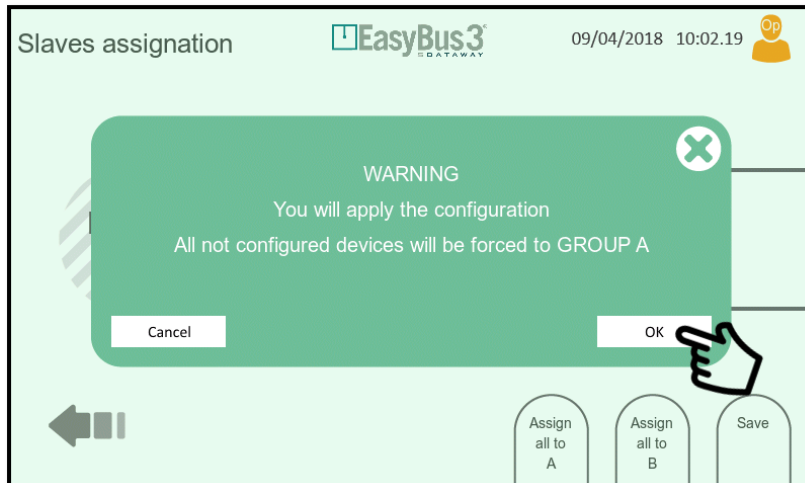 Slaves assignation
EasyBus3
DATAWAY
09/04/2018 10:02.19
Op
WARNING
You will apply the configuration
All not configured devices will be forced to GROUP A
Cancel
OK
Assign
all to
A
Assign
all to
B
Save